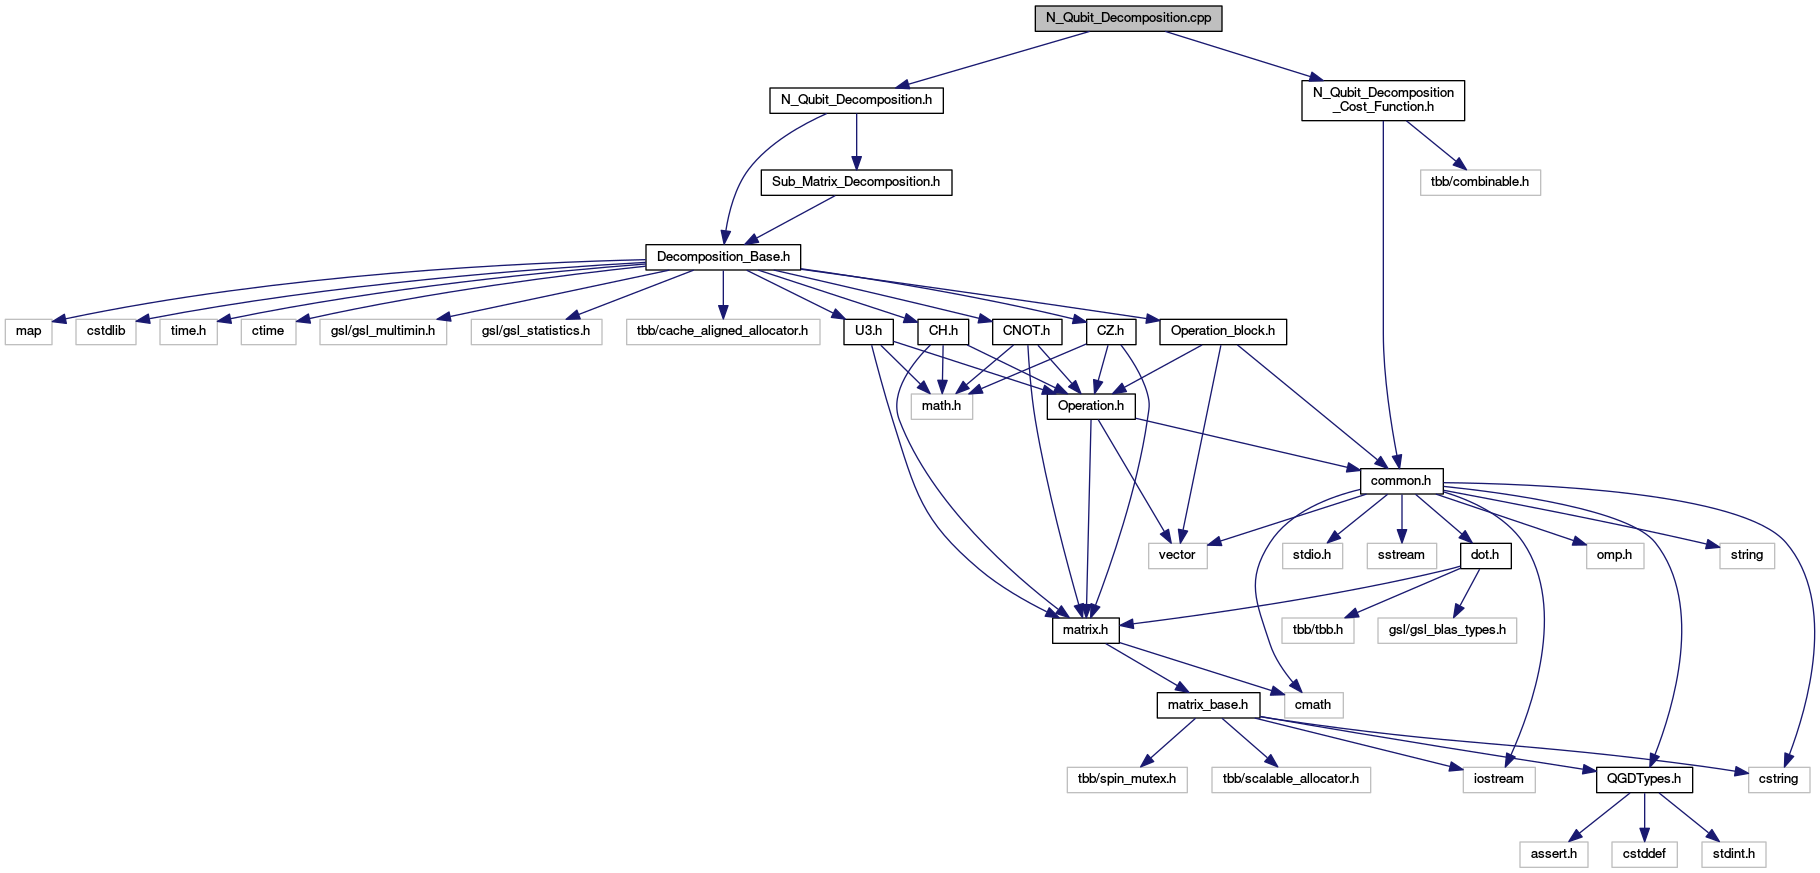 N_Qubit_Decomposition.cpp
N_Qubit_Decomposition.h
N_Qubit_Decomposition
_Cost_Function.h
Sub_Matrix_Decomposition.h
tbb/combinable.h
Decomposition_Base.h
map
cstdlib
time.h
ctime
gsl/gsl_multimin.h
gsl/gsl_statistics.h
tbb/cache_aligned_allocator.h
U3.h
CH.h
CNOT.h
CZ.h
Operation_block.h
math.h
Operation.h
common.h
vector
stdio.h
sstream
dot.h
omp.h
string
matrix.h
tbb/tbb.h
gsl/gsl_blas_types.h
matrix_base.h
cmath
tbb/spin_mutex.h
tbb/scalable_allocator.h
iostream
QGDTypes.h
cstring
assert.h
cstddef
stdint.h